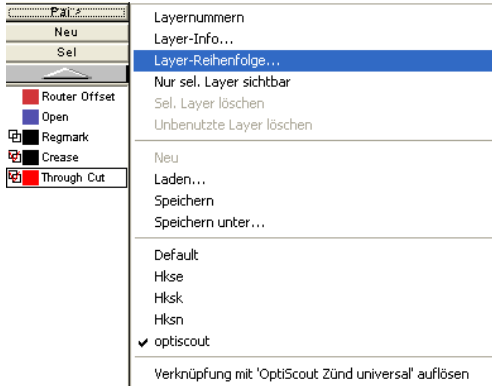 Neu
Sel
Router Offset
Open
Regmark
Crease
Through Cut
Layernummern
Layer-Info...
Layer-Reihenfolge...
Nur sel. Layer sichtbar
Sel. Layer löschen
Unbenutzte Layer löschen
Neu
Laden...
Speichern
Speichern unter...
Default
Hkse
Hksk
Hksn
optiscout
Verknüpfung mit 'OptiScout Zünd universal' auflösen